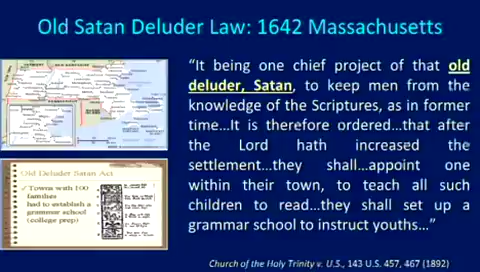 Old Satan Deluder Law: 1642 Massachusetts
“It being one chief project of that old
deluder, Satan, to keep men from the
knowledge of the Scriptures, as in former
time...It is therefore ordered...that after
the Lord hath increased the
settlement...they shall...appoint one
within their town, to teach all such
children to read...they shall set up a
grammar school to instruct youths...”
Old Deluder Satan Act
✓ Towns with 100
families
had to establish a
grammar school
(college prep)
Church of the Holy Trinity v. U.S., 143 U.S. 457, 467 (1892)